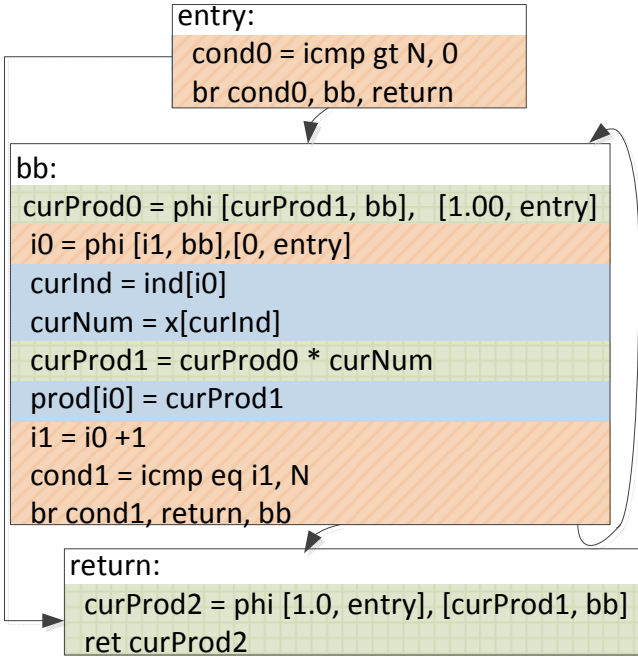 entry:
cond0 = icmp gt N, 0
br cond0, bb, return
bb:
curProd0 = phi [curProd1, bb], [1.00, entry]
i0 = phi [i1, bb],[0, entry]
curInd = ind[i0]
curNum = x[curInd]
curProd1 = curProd0 * curNum
prod[i0] = curProd1
i1 = i0 +1
cond1 = icmp eq i1, N
br cond1, return, bb
return:
curProd2 = phi [1.0, entry], [curProd1, bb]
ret curProd2